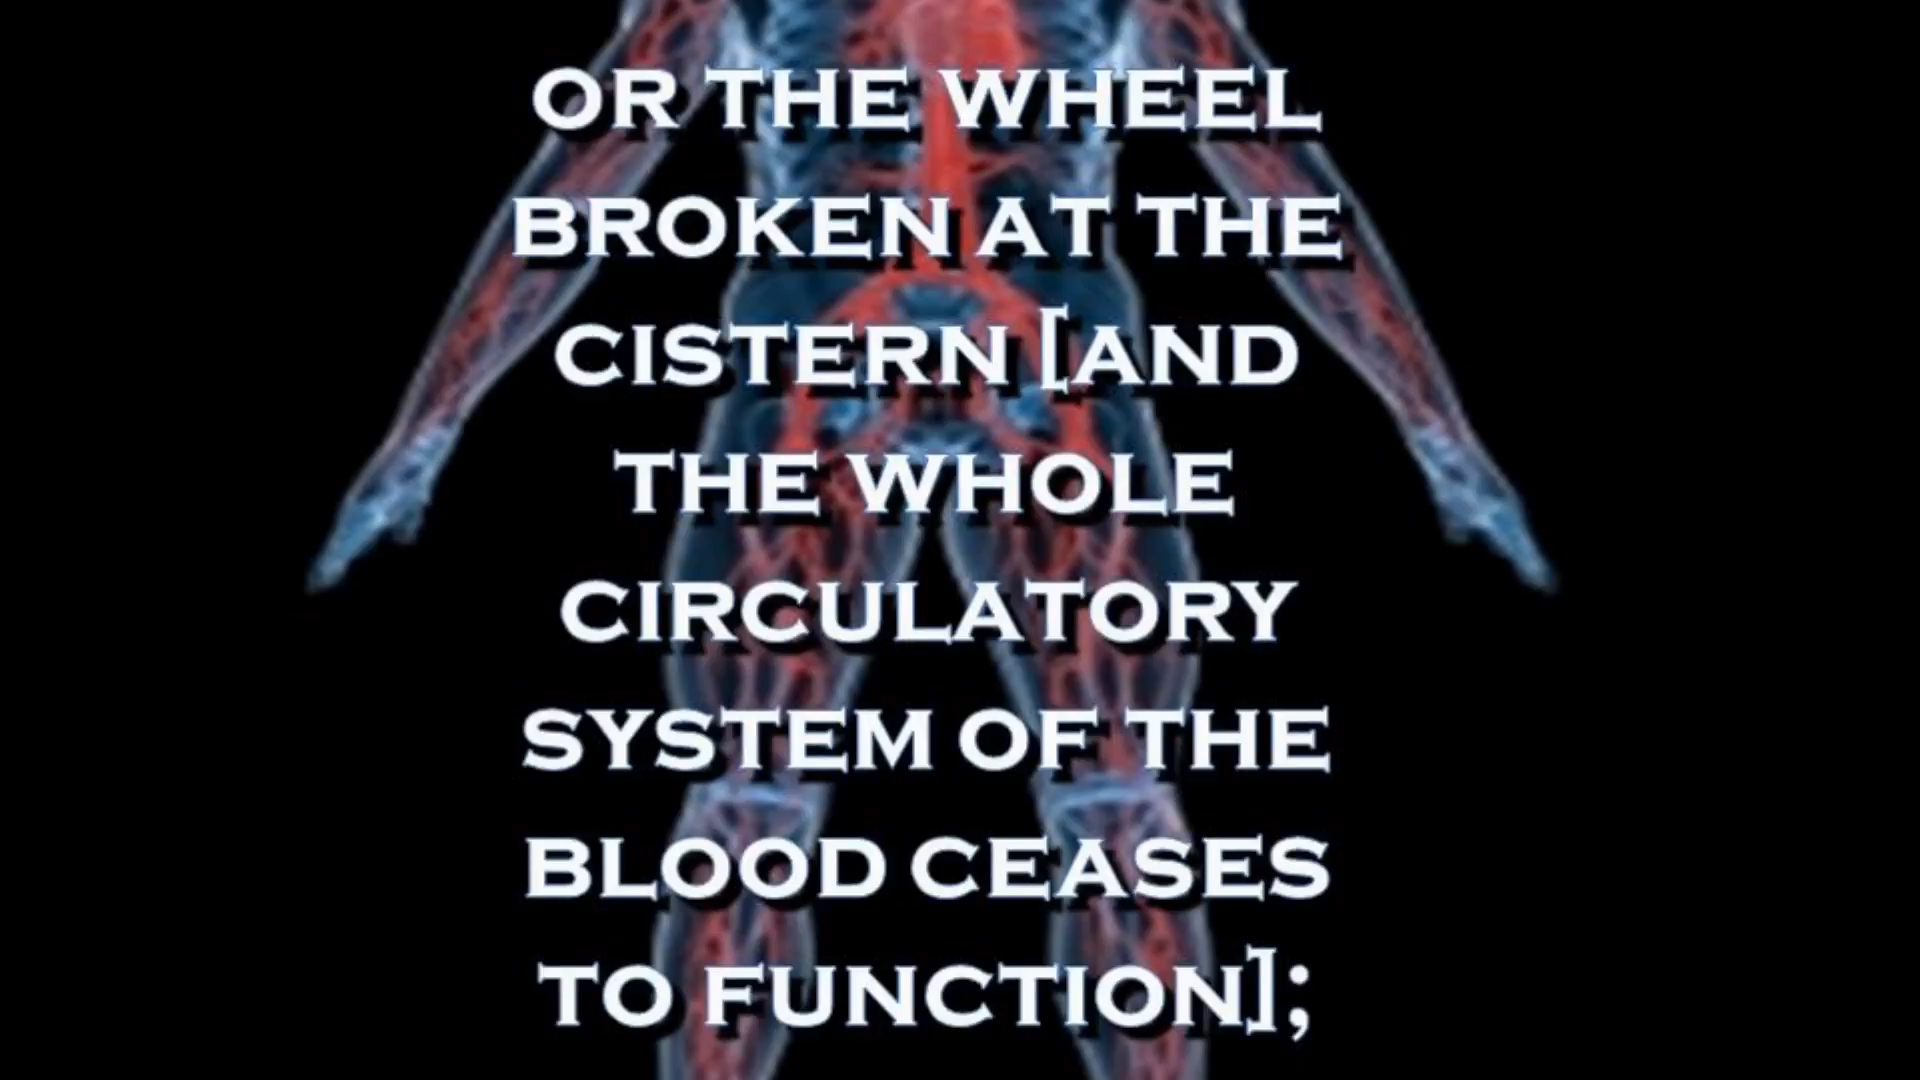 OR THE WHEEL
BROKEN AT THE
CISTERN [AND
THE WHOLE
CIRCULATORY
SYSTEM OF THE
BLOOD CEASES
TO FUNCTION];